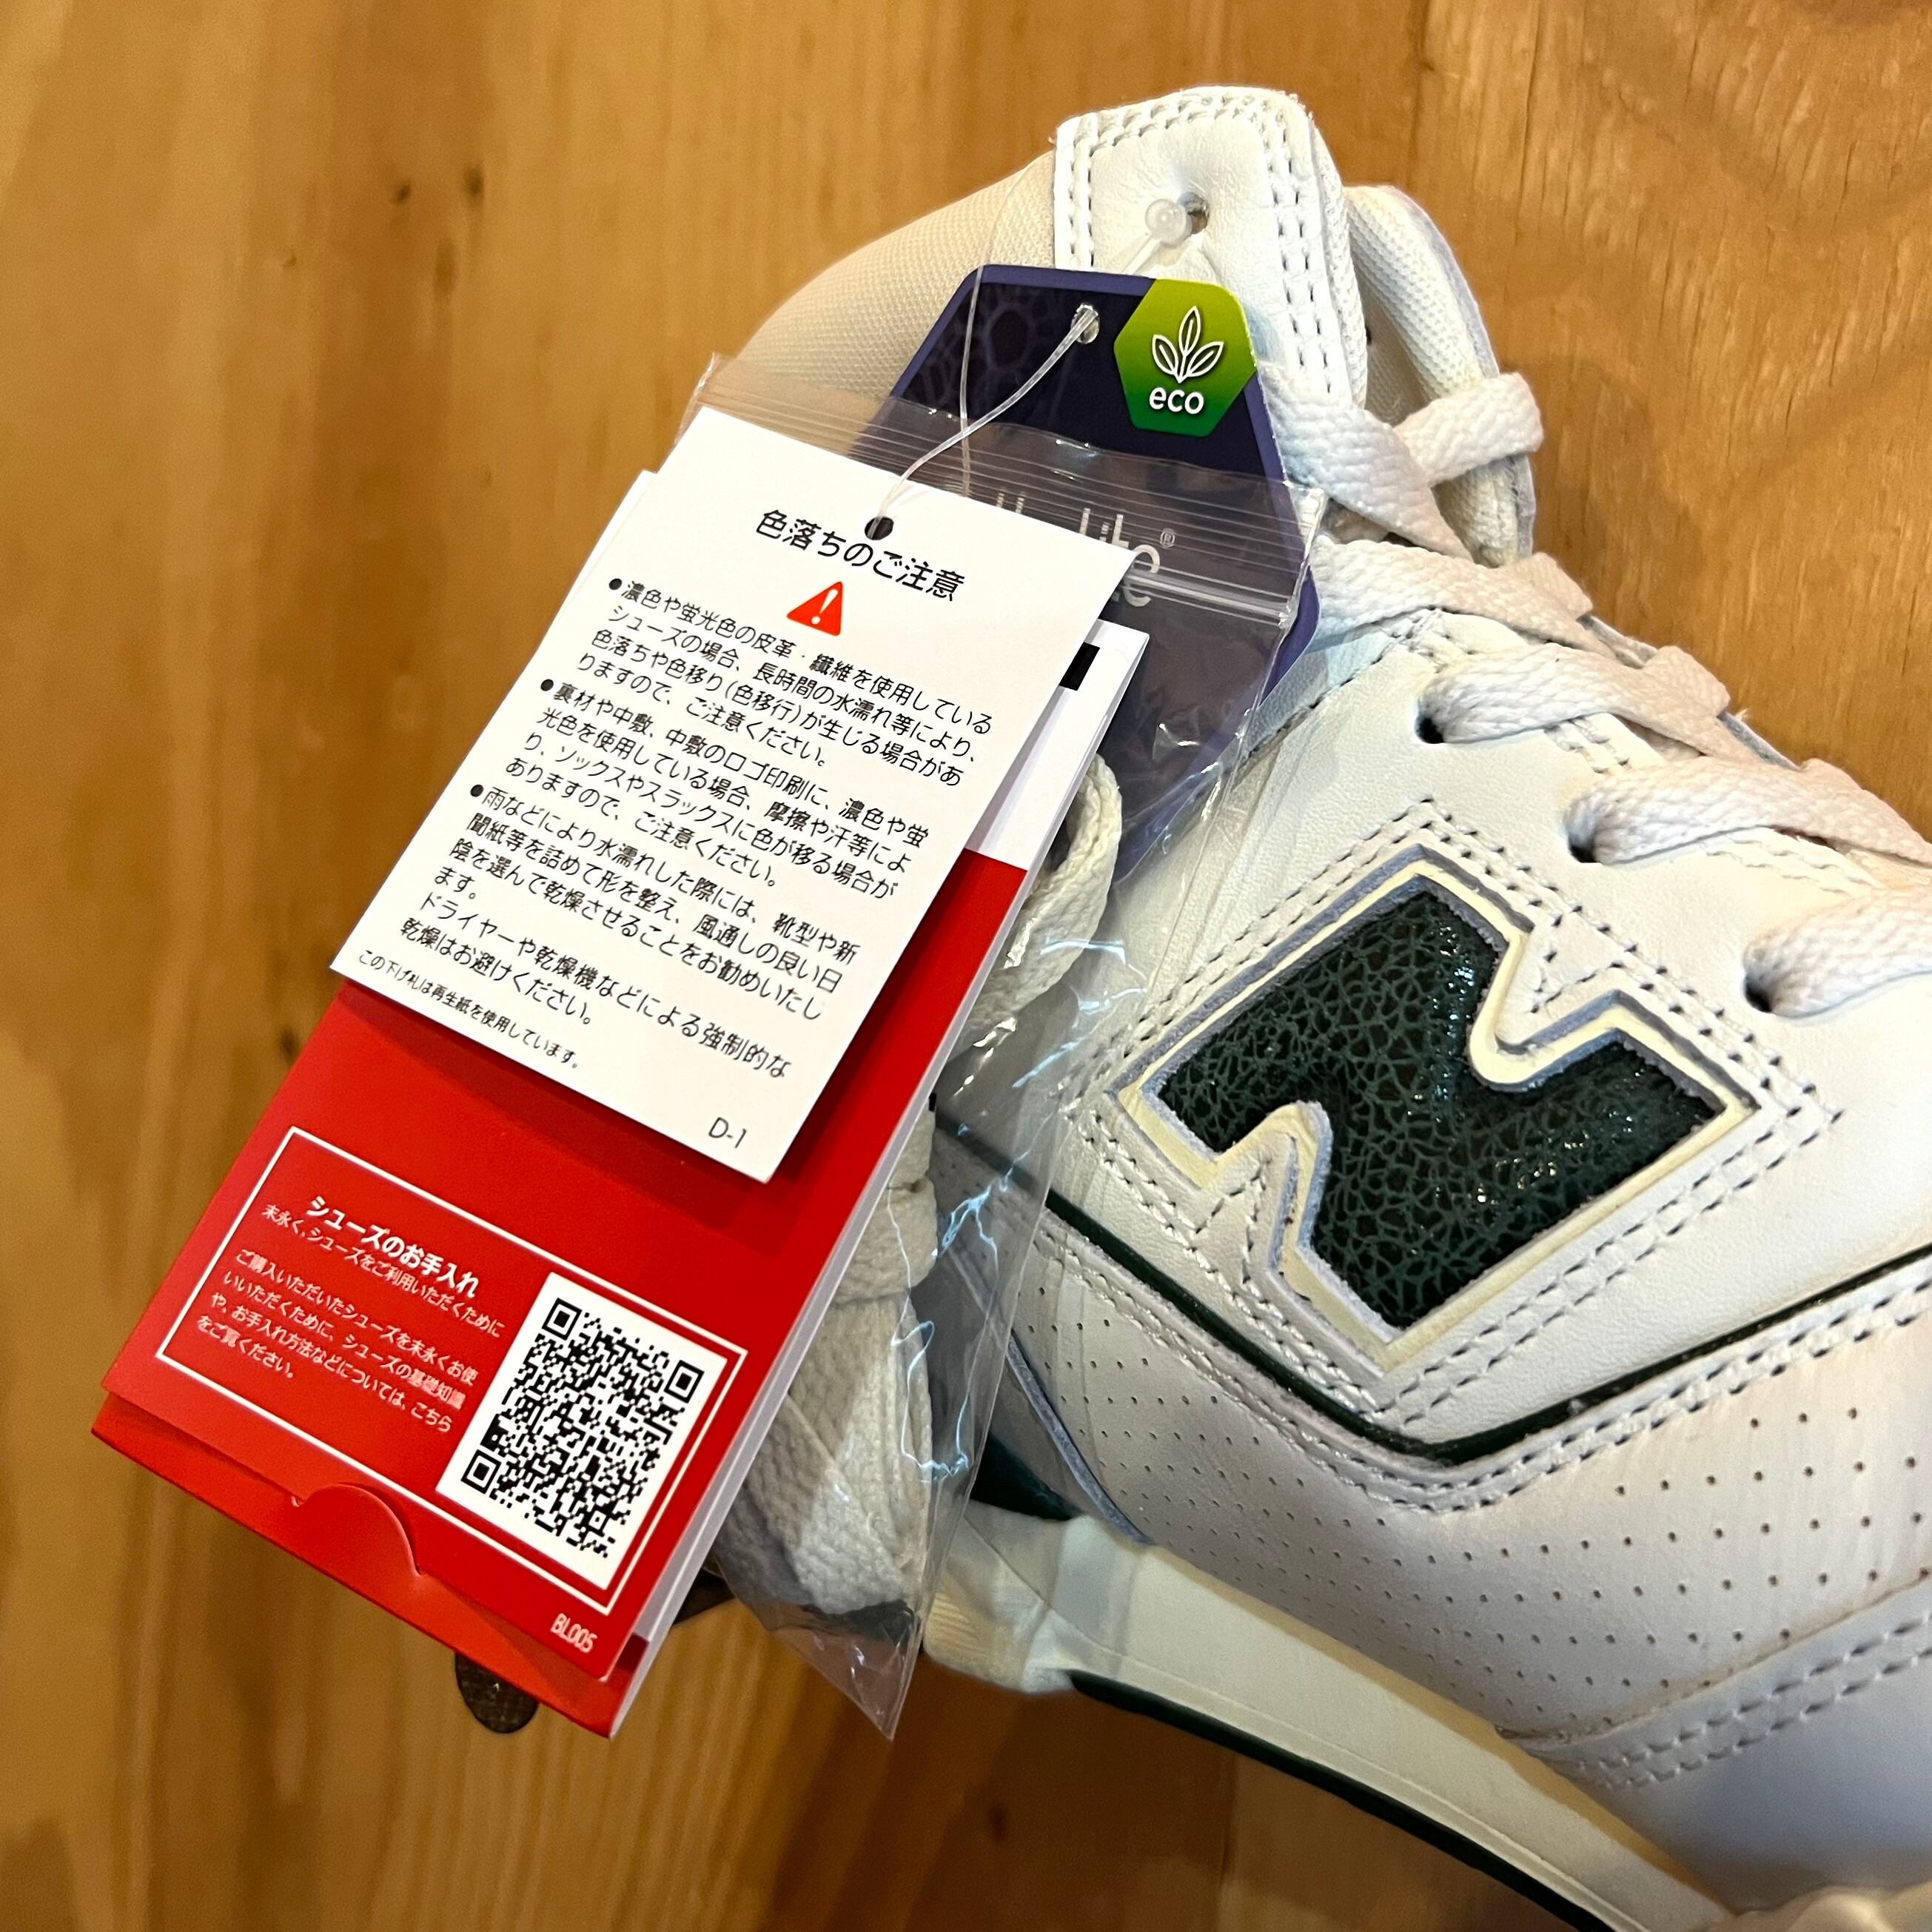 eco
lite®
色落ちのご注意
●濃色や蛍光色の皮革・繊維を使用している
シューズの場合、長時間の水濡れ等により、
色落ちや色移り(色移行)が生じる場合があ
りますので、ご注意ください。
●裏材や中敷、中敷のロゴ印刷に、濃色や蛍
光色を使用している場合、摩擦や汗等によ
り、ソックスやスラックスに色が移る場合が
ありますので、ご注意ください。
●雨などにより水濡れした際には、靴型や新
聞紙等を詰めて形を整え、風通しの良い日
陰を選んで乾燥させることをお勧めいたし
ます。
ドライヤーや乾燥機などによる強制的な
乾燥はお避けください。
この下げ札は再生紙を使用しています。
D-1
シューズのお手入れ
末永く、シューズをご利用いただくために
ご購入いただいたシューズを末永くお使
いいただくために、シューズの基礎知識
や、お手入れ方法などについては、こちら
をご覧ください。
BL005
N